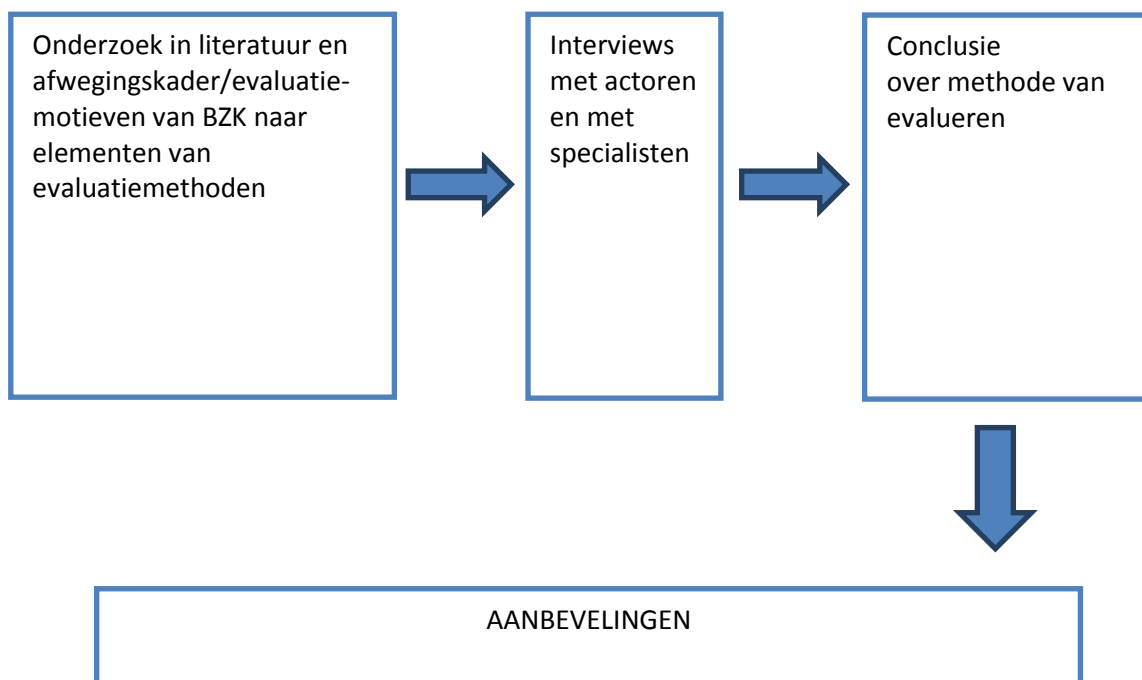 Onderzoek in literatuur en
afwegingskader/evaluatie-
motieven van BZK naar
elementen van
evaluatiemethoden
Interviews
met actoren
en met
specialisten
Conclusie
over methode van
evalueren
AANBEVELINGEN